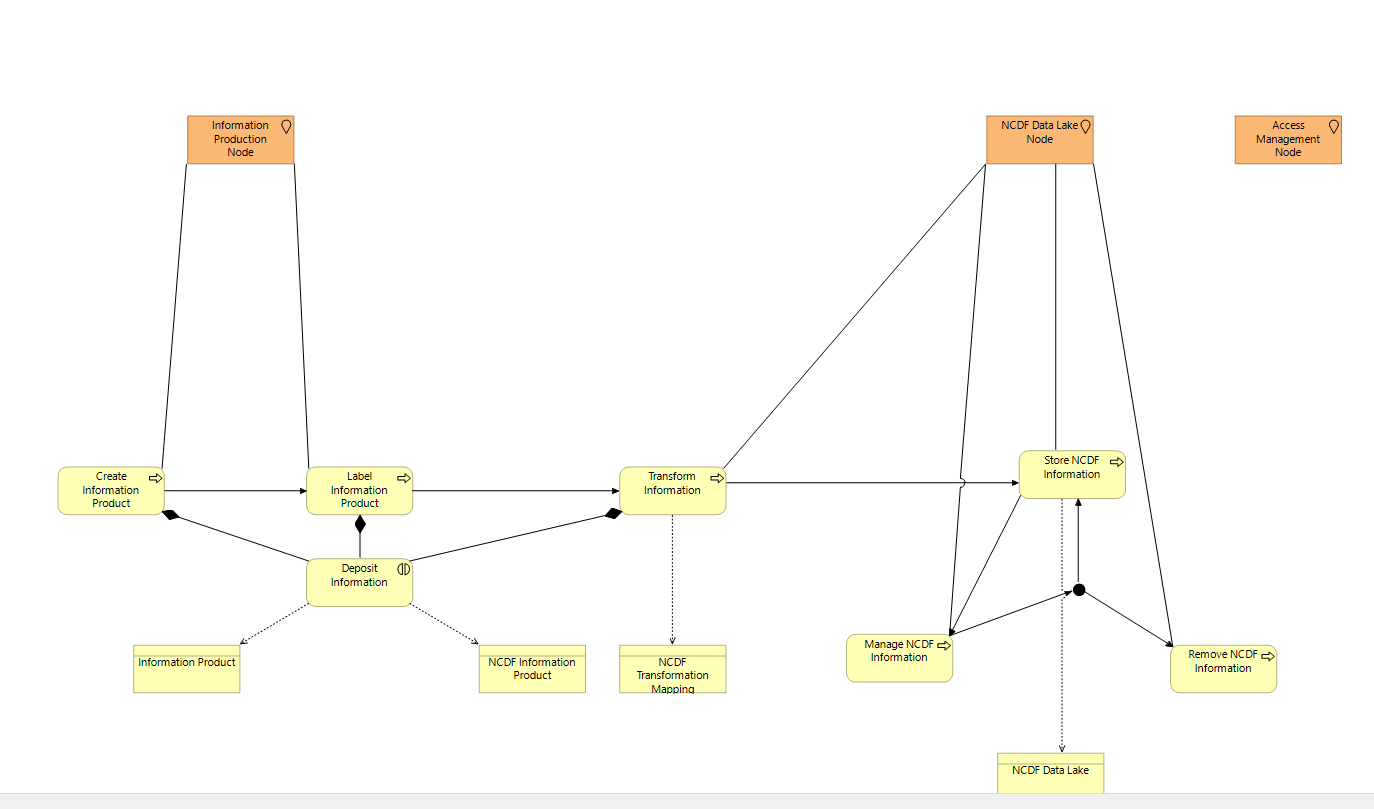 Information
Production
Node
NCDF Data Lake
Node
Access
Management
Node
Create
Information
Product
Label
Information
Product
Transform
Information
Store NCDF
Information
Deposit
Information
Manage NCDF
Information
Remove NCDF
Information
Information Product
NCDF Information
Product
NCDF
Transformation
Mapping
NCDF Data Lake